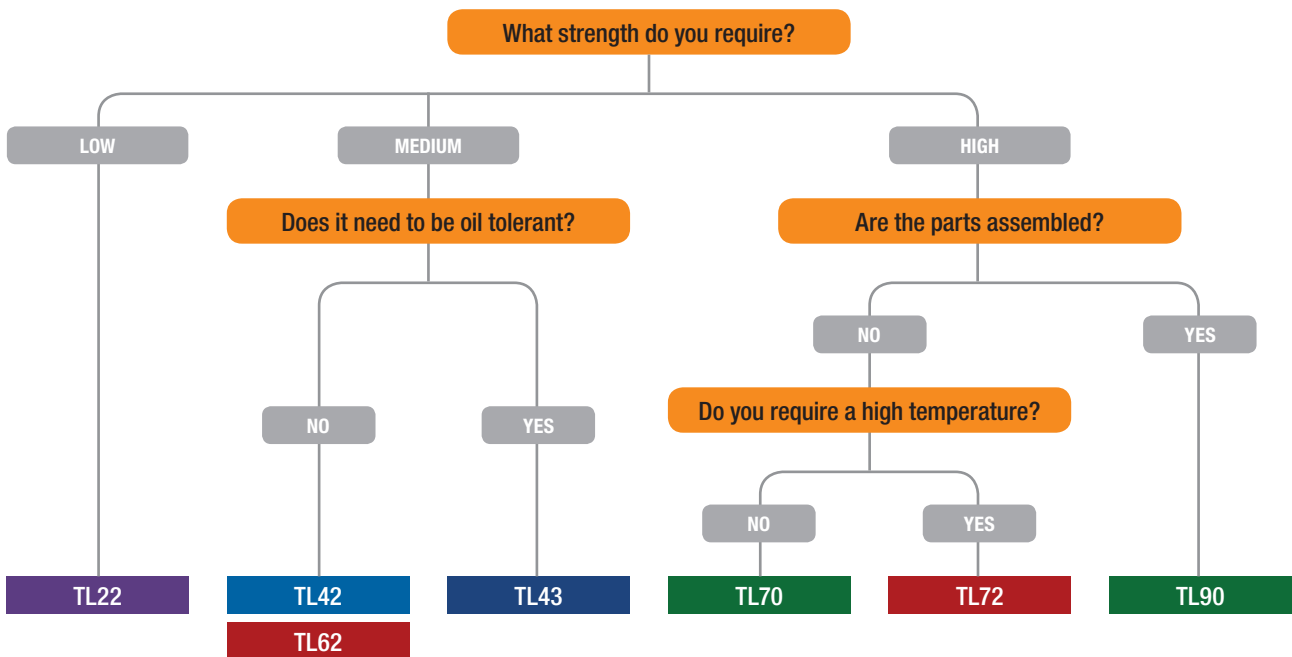 What strength do you require?
LOW
MEDIUM
HIGH
Does it need to be oil tolerant?
Are the parts assembled?
NO
YES
Do you require a high temperature?
NO
YES
NO
YES
TL22
TL42
TL43
TL70
TL72
TL90
TL62